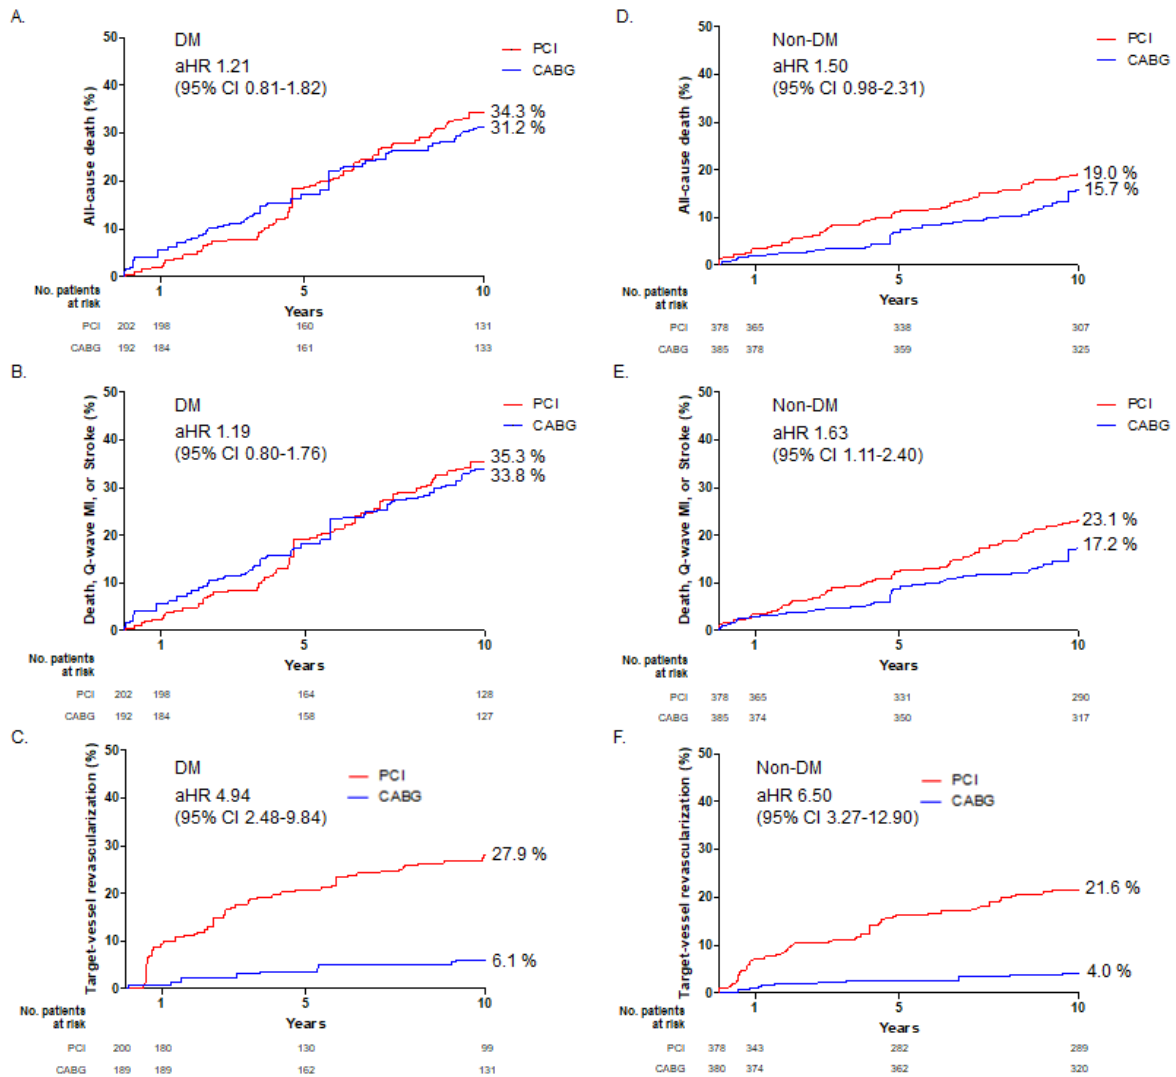 A.
50
40
30
20
10
0
All-cause death (%)
DM
aHR 1.21
(95% CI 0.81-1.82)
PCI
CABG
34.3 %
31.2 %
1 5 10
Years
No. patients
at risk
PCI 202 198 160 131
CABG 192 184 161 133
D.
50
40
30
20
10
0
All-cause death (%)
Non-DM
aHR 1.50
(95% CI 0.98-2.31)
PCI
CABG
19.0 %
15.7 %
1 5 10
Years
No. patients
at risk
PCI 378 365 338 307
CABG 385 378 359 325
B.
50
40
30
20
10
0
Death, Q-wave MI, or Stroke (%)
DM
aHR 1.19
(95% CI 0.80-1.76)
PCI
CABG
35.3 %
33.8 %
1 5 10
Years
No. patients
at risk
PCI 202 198 164 128
CABG 192 184 158 127
E.
50
40
30
20
10
0
Death, Q-wave MI, or Stroke (%)
Non-DM
aHR 1.63
(95% CI 1.11-2.40)
PCI
CABG
23.1 %
17.2 %
1 5 10
Years
No. patients
at risk
PCI 378 365 331 290
CABG 385 374 350 317
C.
50
40
30
20
10
0
Target-vessel revascularization (%)
DM
aHR 4.94
(95% CI 2.48-9.84)
PCI
CABG
27.9 %
6.1 %
1 5 10
Years
No. patients
at risk
PCI 200 180 130 99
CABG 189 189 162 131
F.
50
40
30
20
10
0
Target-vessel revascularization (%)
Non-DM
aHR 6.50
(95% CI 3.27-12.90)
PCI
CABG
21.6 %
4.0 %
1 5 10
Years
No. patients
at risk
PCI 378 343 282 289
CABG 380 374 362 320